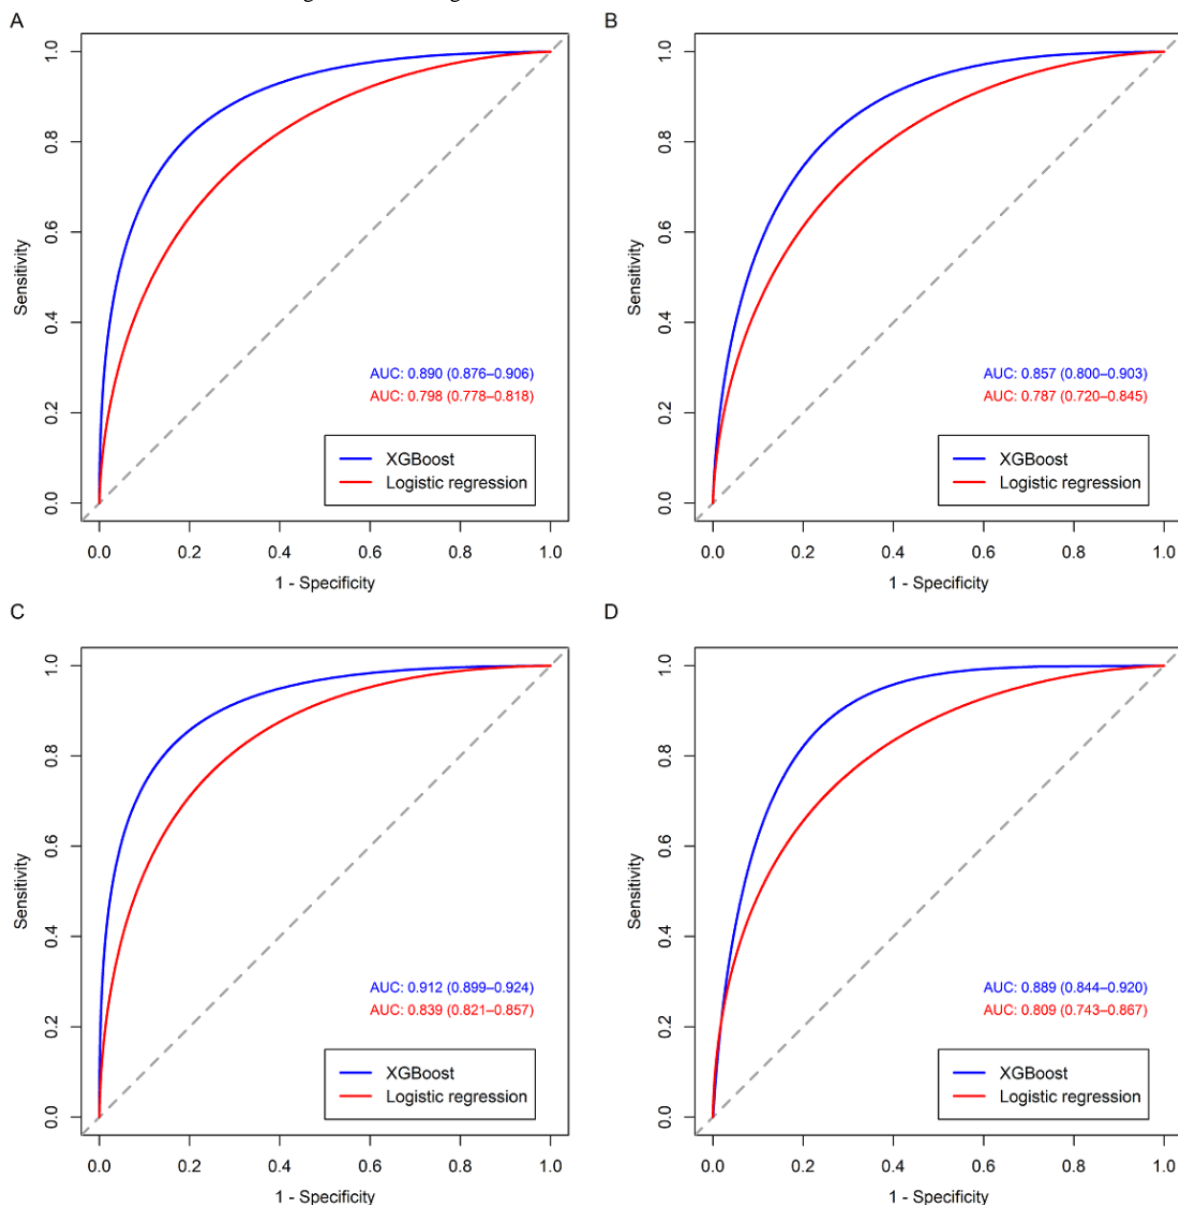 A
1.0
0.8
0.6
0.4
0.2
0.0
Sensitivity
AUC: 0.890 (0.876–0.906)
AUC: 0.798 (0.778–0.818)
XGBoost
Logistic regression
0.0 0.2 0.4 0.6 0.8 1.0
1 - Specificity
B
1.0
0.8
0.6
0.4
0.2
0.0
Sensitivity
AUC: 0.857 (0.800–0.903)
AUC: 0.787 (0.720–0.845)
XGBoost
Logistic regression
0.0 0.2 0.4 0.6 0.8 1.0
1 - Specificity
C
1.0
0.8
0.6
0.4
0.2
0.0
Sensitivity
AUC: 0.912 (0.899–0.924)
AUC: 0.839 (0.821–0.857)
XGBoost
Logistic regression
0.0 0.2 0.4 0.6 0.8 1.0
1 - Specificity
D
1.0
0.8
0.6
0.4
0.2
0.0
Sensitivity
AUC: 0.889 (0.844–0.920)
AUC: 0.809 (0.743–0.867)
XGBoost
Logistic regression
0.0 0.2 0.4 0.6 0.8 1.0
1 - Specificity